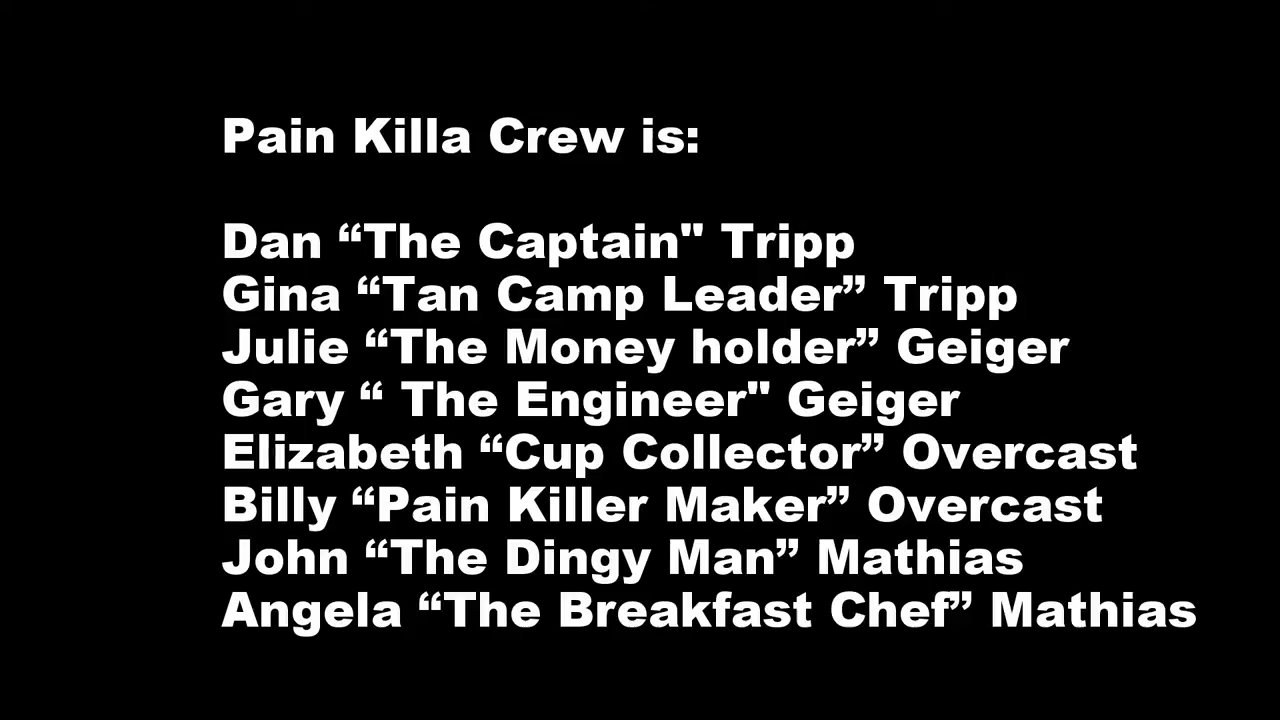 Pain Killa Crew is:
Dan “The Captain" Tripp
Gina “Tan Camp Leader” Tripp
Julie “The Money holder” Geiger
Gary “ The Engineer" Geiger
Elizabeth “Cup Collector” Overcast
Billy “Pain Killer Maker” Overcast
John “The Dingy Man” Mathias
Angela “The Breakfast Chef” Mathias